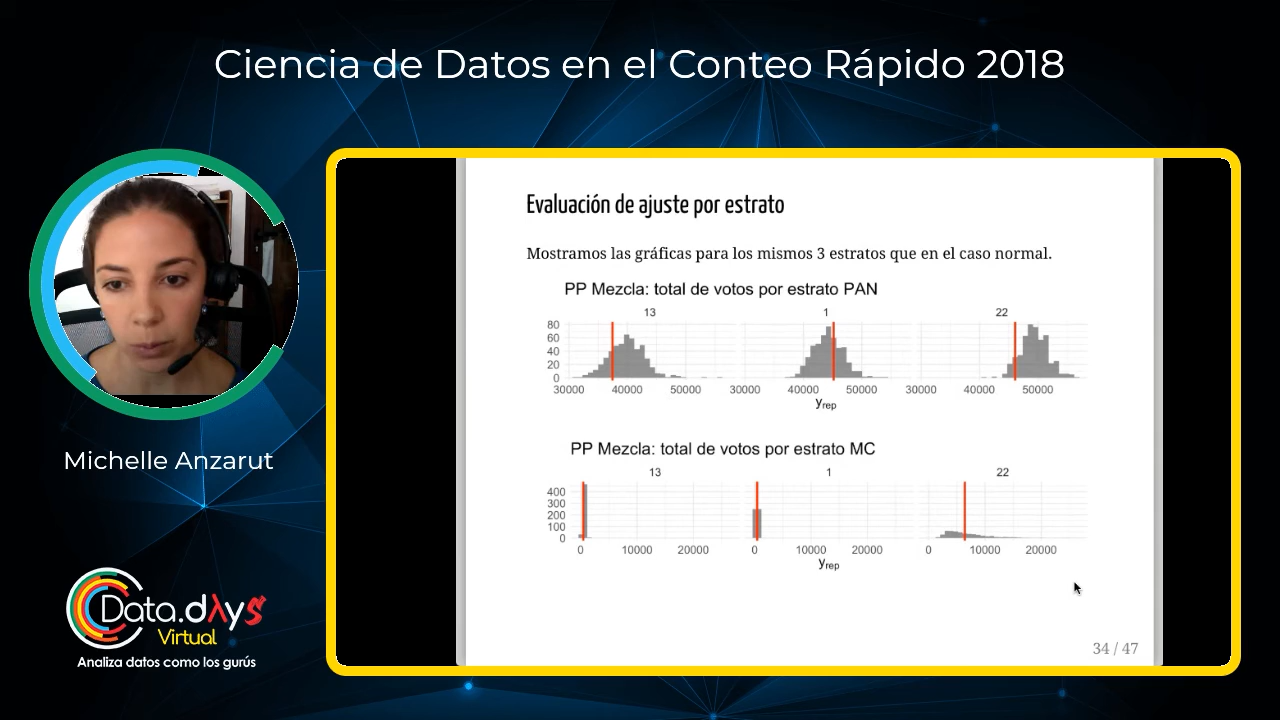 Ciencia de Datos en el Conteo Rápido 2018
Evaluación de ajuste por estrato
Mostramos las gráficas para los mismos 3 estratos que en el caso normal.
PP Mezcla: total de votos por estrato PAN
13 1 22
80
60
40
20
0
30000 40000 50000 30000 40000 50000 30000 40000 50000
yrep
PP Mezcla: total de votos por estrato MC
13 1 22
400
300
200
100
0
0 10000 20000 0 10000 20000 0 10000 20000
yrep
34 / 47
Michelle Anzarut
Data.dλys
Virtual
Analiza datos como los gurús